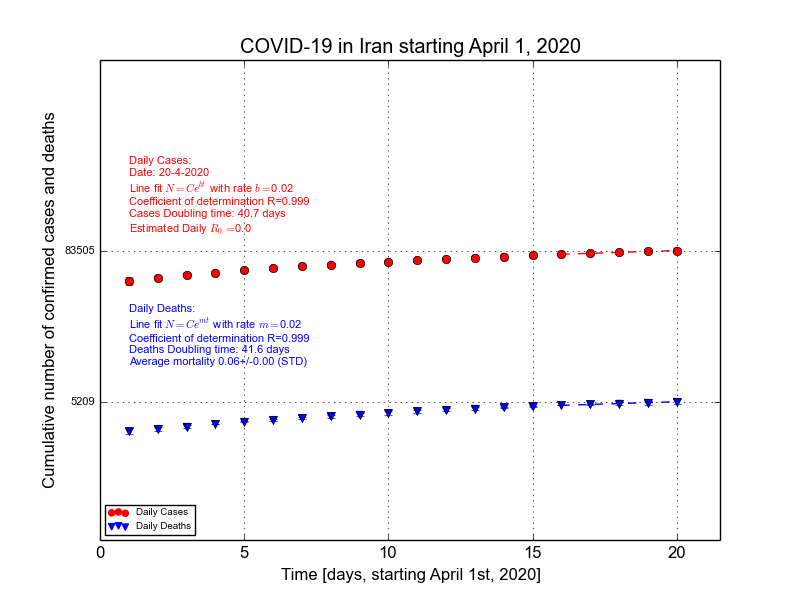 COVID-19 in Iran starting April 1, 2020
Cumulative number of confirmed cases and deaths
Daily Cases:
Date: 20-4-2020
Line fit N = Ce^{bt} with rate b =0.02
Coefficient of determination R=0.999
Cases Doubling time: 40.7 days
Estimated Daily R_0 =0.0
83505
Daily Deaths:
Line fit N = Ce^{mt} with rate m =0.02
Coefficient of determination R=0.999
Deaths Doubling time: 41.6 days
Average mortality 0.06+/-0.00 (STD)
5209
Daily Cases
Daily Deaths
0 5 10 15 20
Time [days, starting April 1st, 2020]